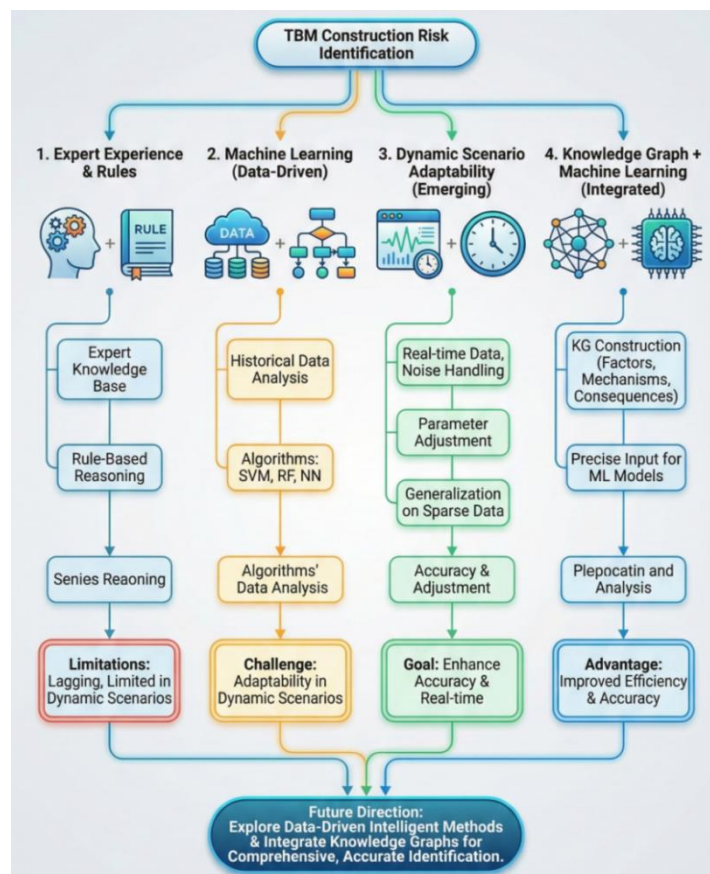 TBM Construction Risk
Identification
1. Expert Experience
& Rules
RULE
Expert
Knowledge
Base
Rule-Based
Reasoning
Senies Reaoning
Limitations:
Lagging, Limited in
Dynamic Scenarios
2. Machine Learning
(Data-Driven)
DATA
Historical Data
Analysis
Algorithms:
SVM, RF, NN
Algorithms'
Data Analysis
Challenge:
Adaptability in
Dynamic Scenarios
3. Dynamic Scenario
Adaptability
(Emerging)
Real-time Data,
Noise Handling
Parameter
Adjustment
Generalization
on Sparse Data
Accuracy &
Adjustment
Goal: Enhance
Accuracy &
Real-time
4. Knowledge Graph +
Machine Learning
(Integrated)
KG Construction
(Factors,
Mechanisms,
Consequences)
Precise Input for
ML Models
Plepocatin and
Analysis
Advantage:
Improved Efficiency
& Accuracy
Future Direction:
Explore Data-Driven Intelligent Methods
& Integrate Knowledge Graphs for
Comprehensive, Accurate Identification.